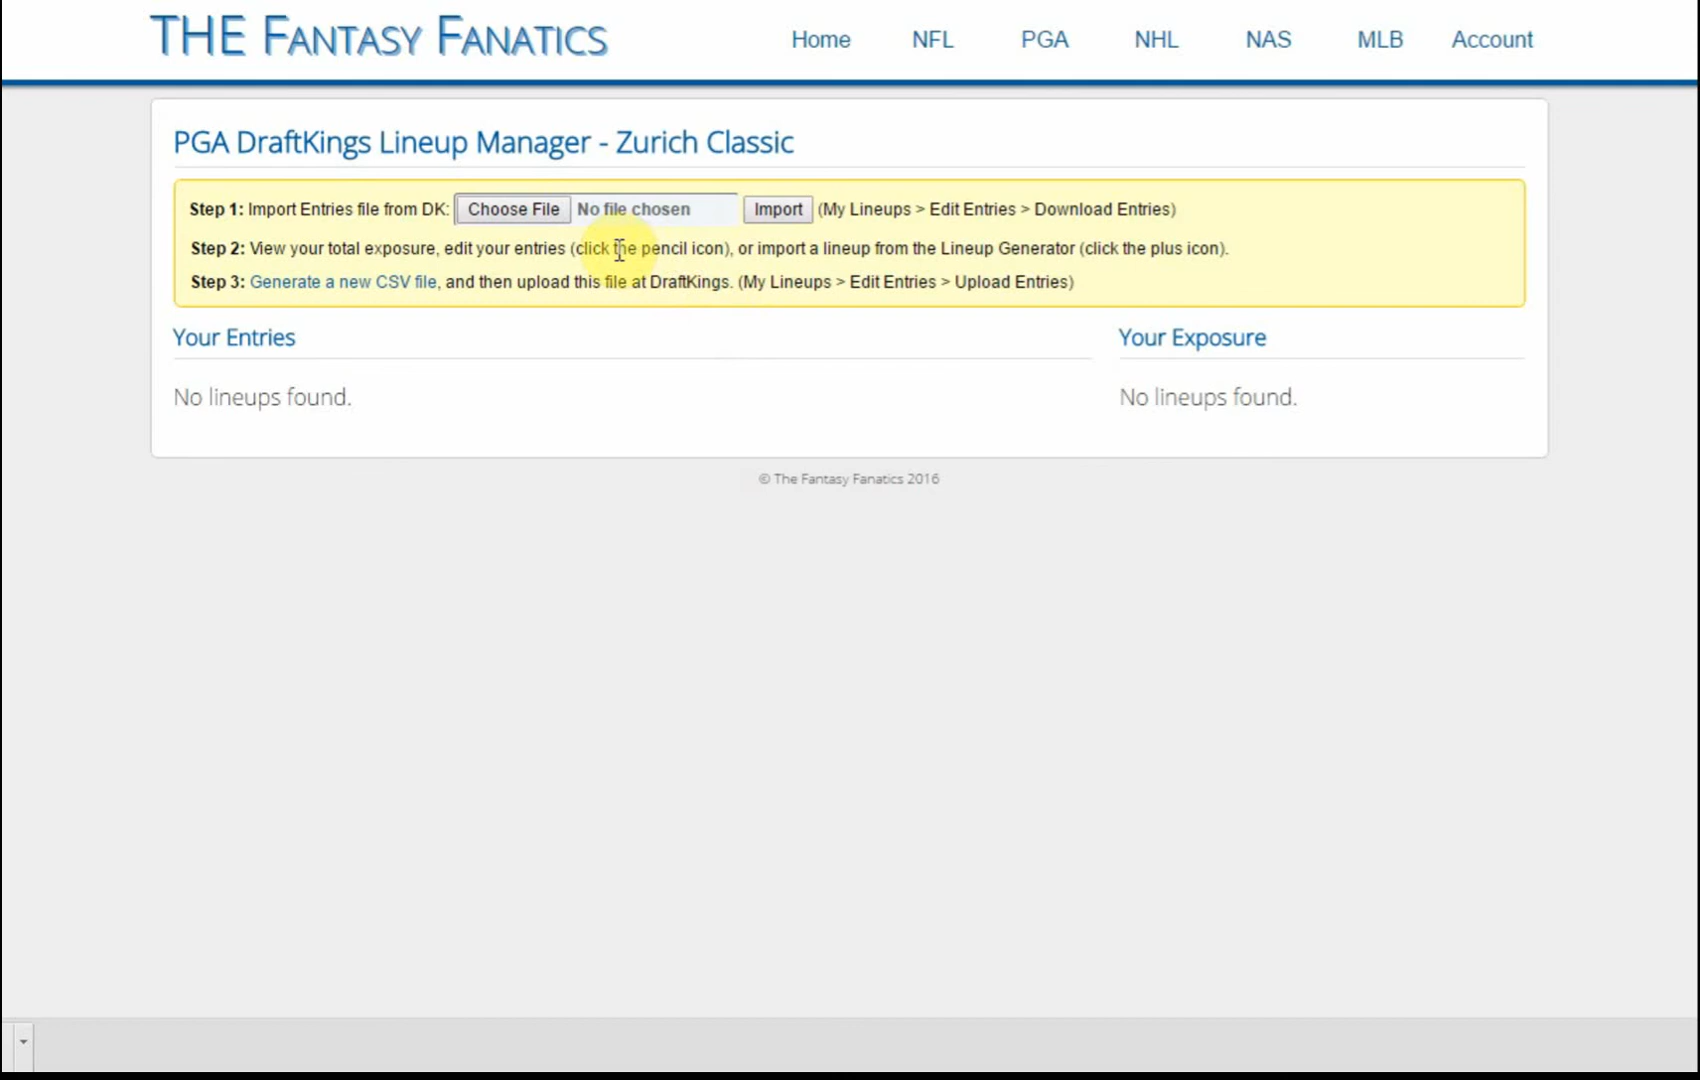 THE FANTASY FANATICS
Home NFL PGA NHL NAS MLB Account
PGA DraftKings Lineup Manager - Zurich Classic
Step 1: Import Entries file from DK: Choose File No file chosen Import (My Lineups > Edit Entries > Download Entries)
Step 2: View your total exposure, edit your entries (click the pencil icon), or import a lineup from the Lineup Generator (click the plus icon).
Step 3: Generate a new CSV file, and then upload this file at DraftKings. (My Lineups > Edit Entries > Upload Entries)
Your Entries
Your Exposure
No lineups found.
No lineups found.
© The Fantasy Fanatics 2016